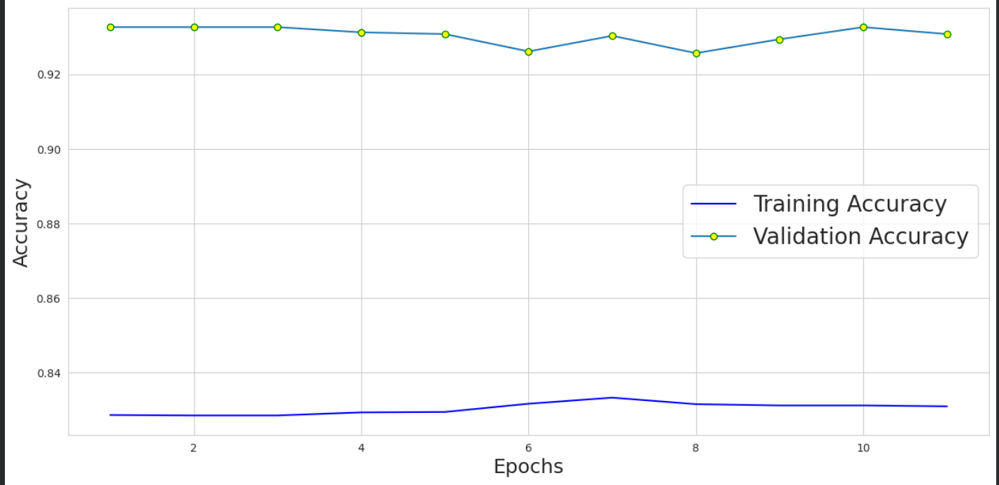 0.92
0.90
0.88
0.86
0.84
Accuracy
Training Accuracy
Validation Accuracy
2 4 6 8 10
Epochs